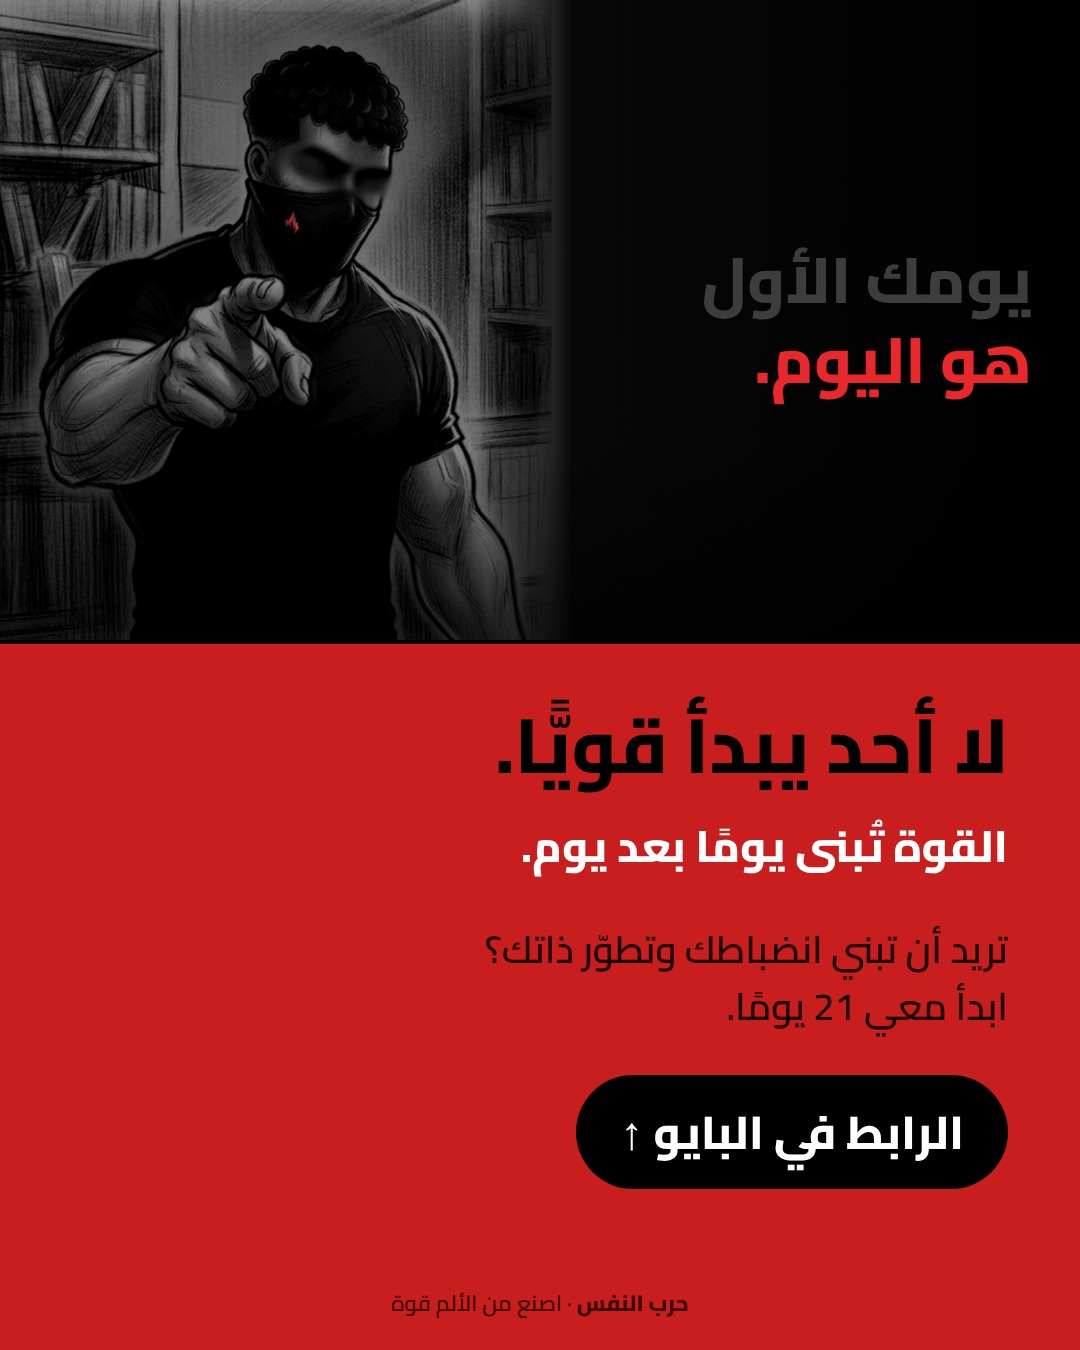 يومك الأول
هو اليوم.
لا أحد يبدأ قويًّا.
القوة تُبنى يومًا بعد يوم.
تريد أن تبني انضباطك وتطوّر ذاتك؟
ابدأ معي 21 يومًا.
الرابط في البايو ↑
حرب النفس · اصنع من الألم قوة